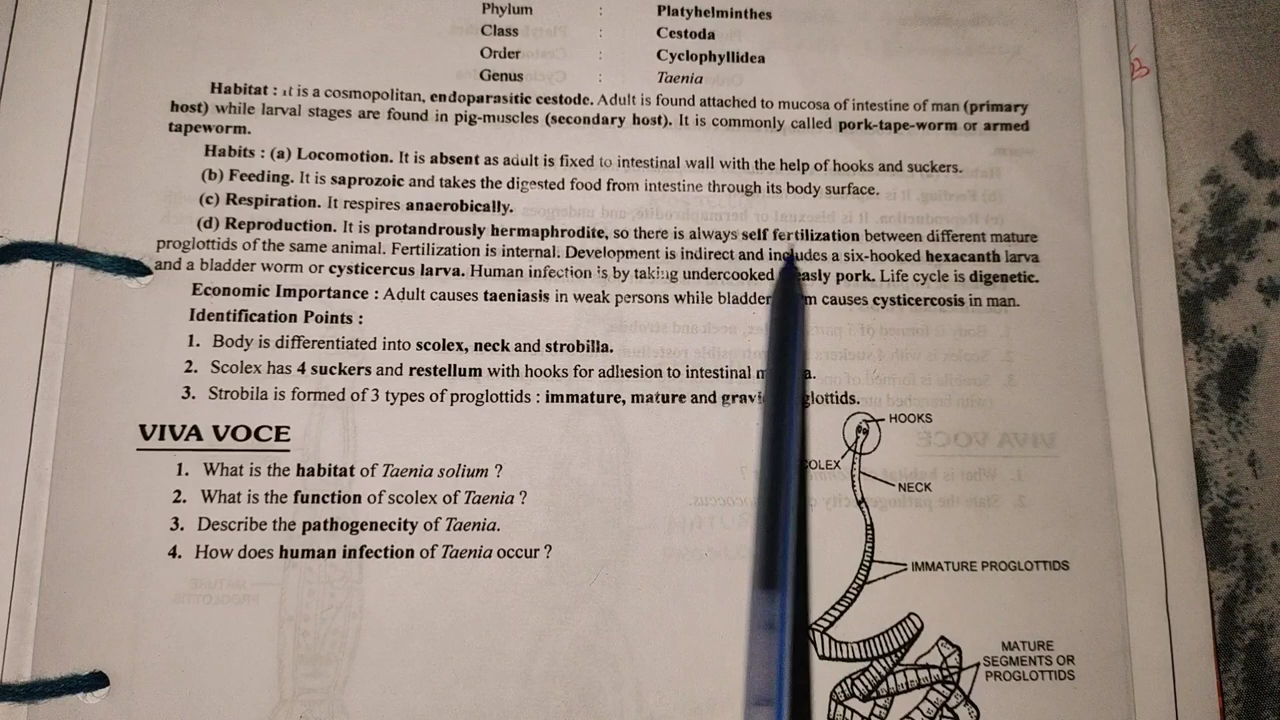 Phylum : Platyhelminthes
Class : Cestoda
Order : Cyclophyllidea
Genus : Taenia
Habitat : It is a cosmopolitan, endoparasitic cestode. Adult is found attached to mucosa of intestine of man (primary
host) while larval stages are found in pig-muscles (secondary host). It is commonly called pork-tape-worm or armed
tapeworm.
Habits : (a) Locomotion. It is absent as adult is fixed to intestinal wall with the help of hooks and suckers.
(b) Feeding. It is saprozoic and takes the digested food from intestine through its body surface.
(c) Respiration. It respires anaerobically.
(d) Reproduction. It is protandrously hermaphrodite, so there is always self fertilization between different mature
proglottids of the same animal. Fertilization is internal. Development is indirect and includes a six-hooked hexacanth larva
and a bladder worm or cysticercus larva. Human infection is by taking undercooked pork. Life cycle is digenetic.
Economic Importance : Adult causes taeniasis in weak persons while bladder causes cysticercosis in man.
Identification Points :
1. Body is differentiated into scolex, neck and strobilla.
2. Scolex has 4 suckers and restellum with hooks for adhesion to intestinal
3. Strobila is formed of 3 types of proglottids : immature, mature and
VIVA VOCE
1. What is the habitat of Taenia solium ?
2. What is the function of scolex of Taenia ?
3. Describe the pathogenecity of Taenia.
4. How does human infection of Taenia occur ?
HOOKS
NECK
IMMATURE PROGLOTTIDS
MATURE
SEGMENTS OR
PROGLOTTIDS